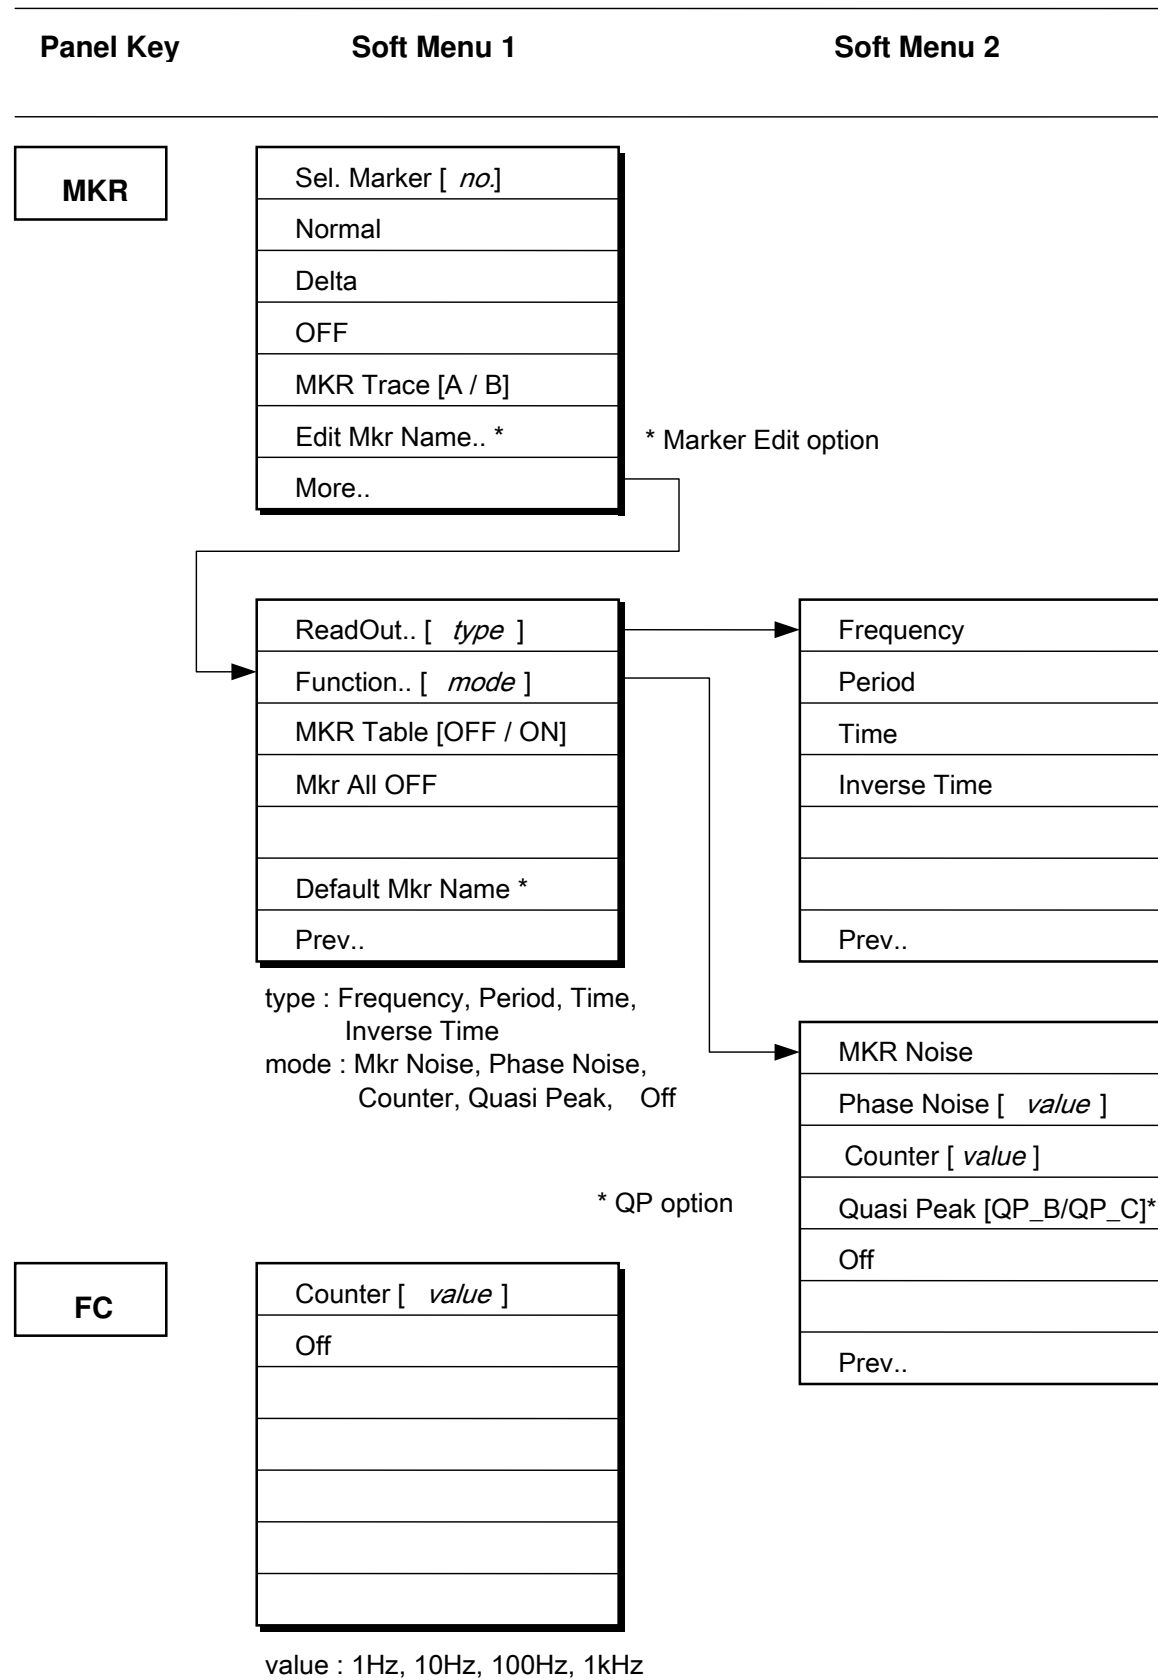 Panel Key Soft Menu 1 Soft Menu 2
MKR
Sel. Marker [ no.]
Normal
Delta
OFF
MKR Trace [A / B]
Edit Mkr Name.. *
* Marker Edit option
More..
ReadOut.. [ type ]
Function.. [ mode ]
MKR Table [OFF / ON]
Mkr All OFF
Default Mkr Name *
Prev..
Frequency
Period
Time
Inverse Time
Prev..
type : Frequency, Period, Time,
Inverse Time
mode : Mkr Noise, Phase Noise,
Counter, Quasi Peak, Off
MKR Noise
Phase Noise [ value ]
Counter [ value ]
Quasi Peak [QP_B/QP_C]*
Off
Prev..
* QP option
FC
Counter [ value ]
Off
value : 1Hz, 10Hz, 100Hz, 1kHz